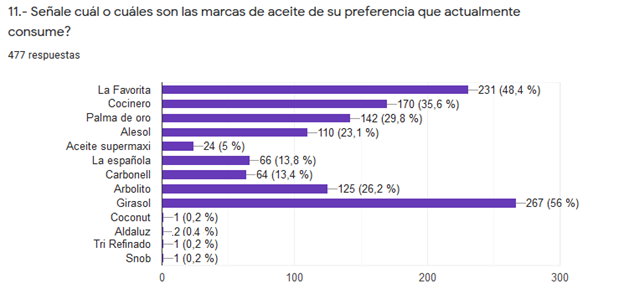 11.- Señale cuál o cuáles son las marcas de aceite de su preferencia que actualmente
consume?
477 respuestas
La Favorita 231 (48,4 %)
Cocinero 170 (35,6 %)
Palma de oro 142 (29,8 %)
Alesol 110 (23,1 %)
Aceite supermaxi 24 (5 %)
La española 66 (13,8 %)
Carbonell 64 (13,4 %)
Arbolito 125 (26,2 %)
Girasol 267 (56 %)
Coconut 1 (0,2 %)
Aldaluz 2 (0,4 %)
Tri Refinado 1 (0,2 %)
Snob 1 (0,2 %)
0 100 200 300